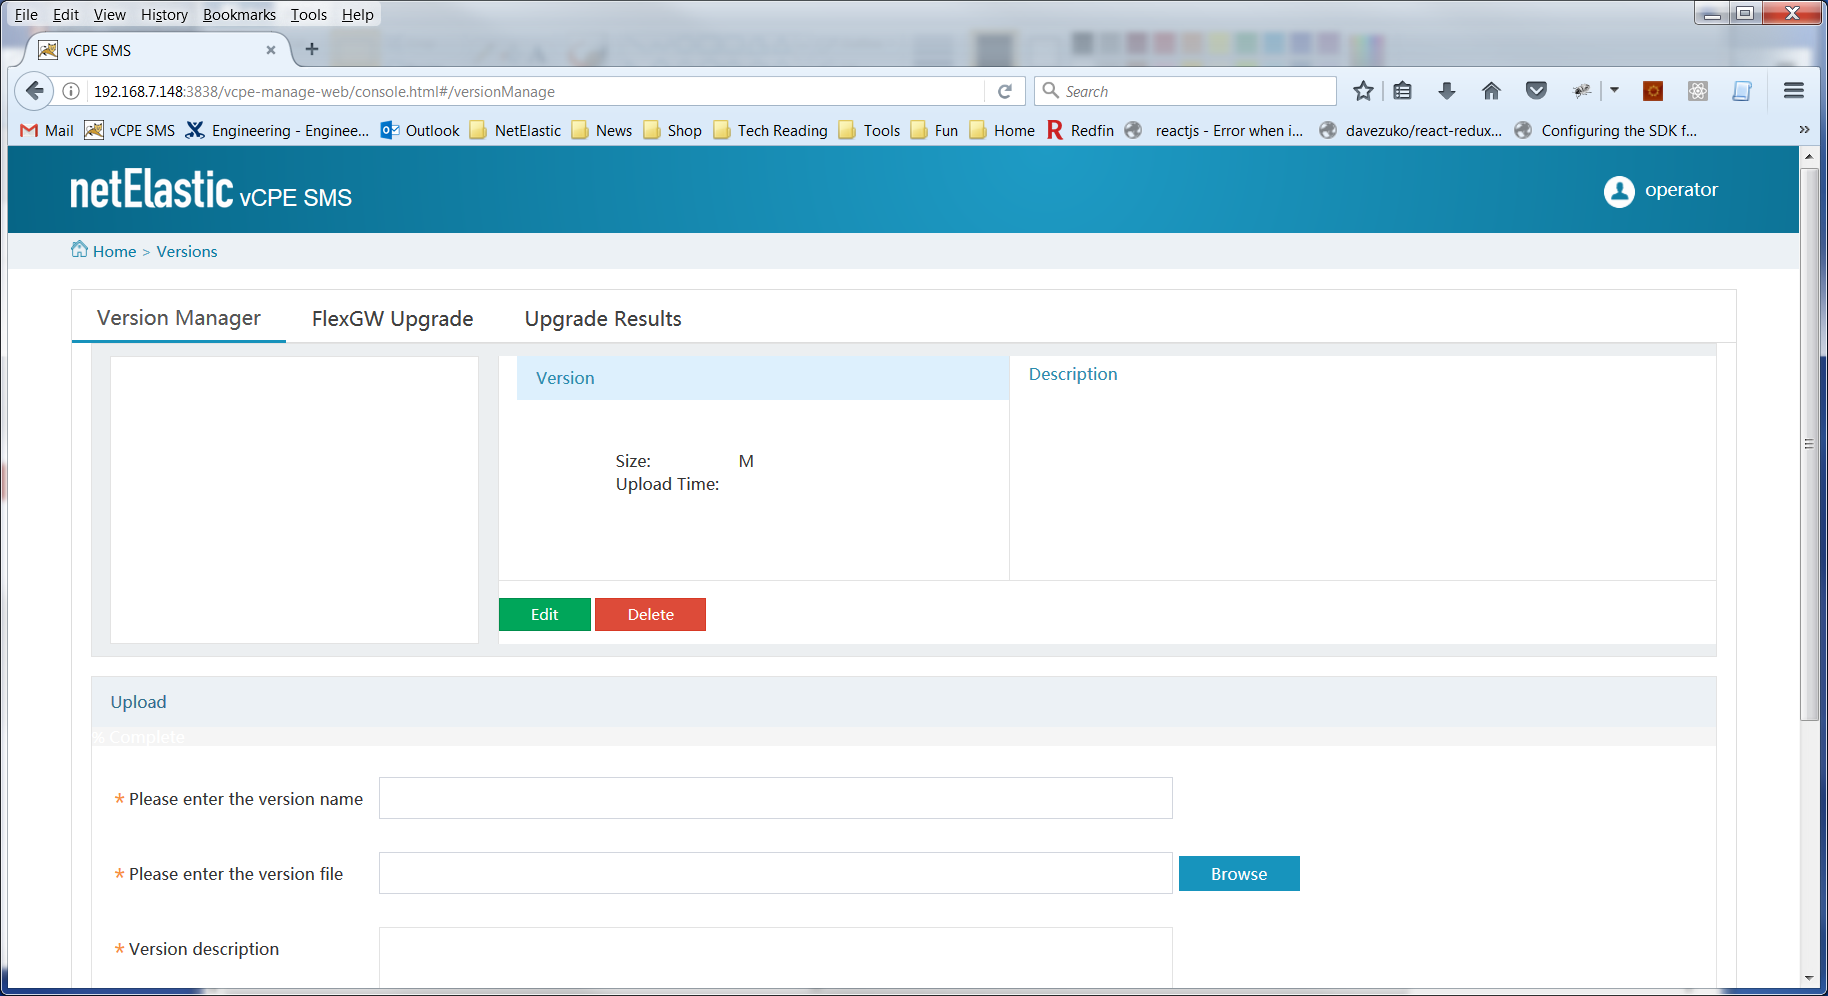 File Edit View History Bookmarks Tools Help
vCPE SMS
192.168.7.148:3838/vcpe-manage-web/console.html#/versionManage
Search
Mail vCPE SMS Engineering - Enginee... Outlook NetElastic News Shop Tech Reading Tools Fun Home Redfin reactjs - Error when i... davezuko/react-redux... Configuring the SDK f...
netElastic vCPE SMS
operator
Home > Versions
Version Manager FlexGW Upgrade Upgrade Results
Version
Description
Size: M
Upload Time:
Edit Delete
Upload
% Complete
* Please enter the version name
* Please enter the version file
Browse
* Version description